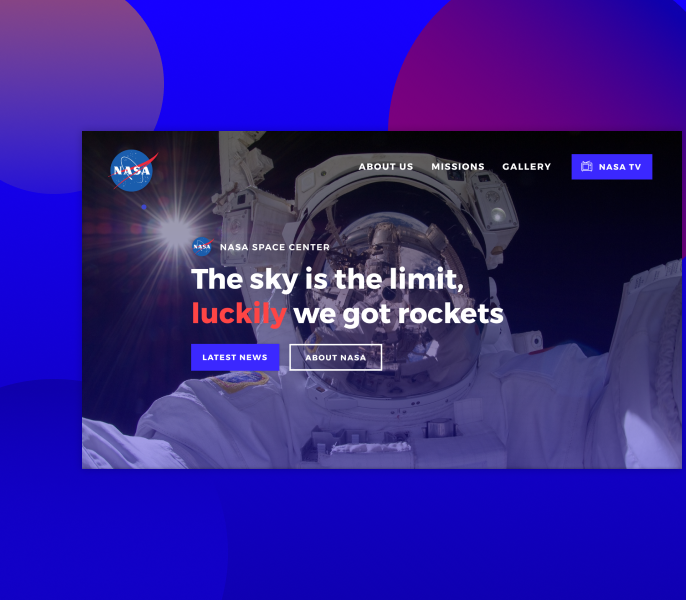 NASA
ABOUT US
MISSIONS
GALLERY
NASA TV
NASA
NASA SPACE CENTER
The sky is the limit,
luckily we got rockets
LATEST NEWS
ABOUT NASA